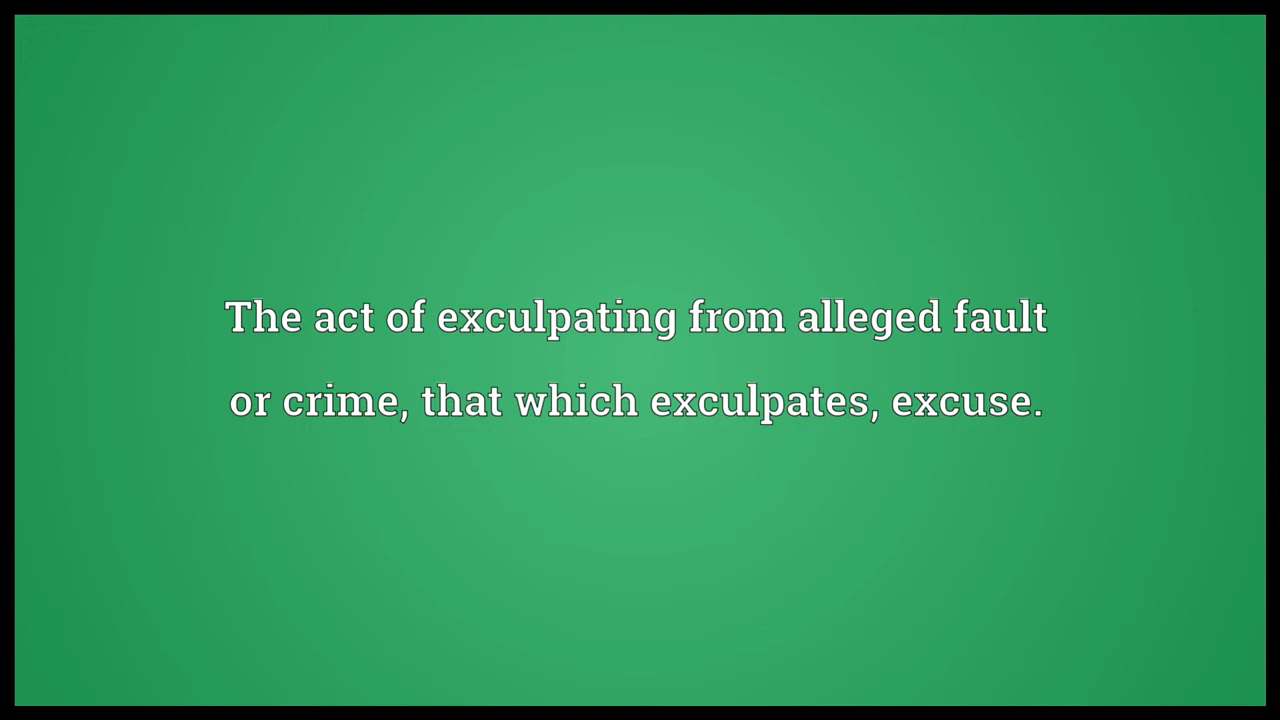 The act of exculpating from alleged fault
or crime, that which exculpates, excuse.